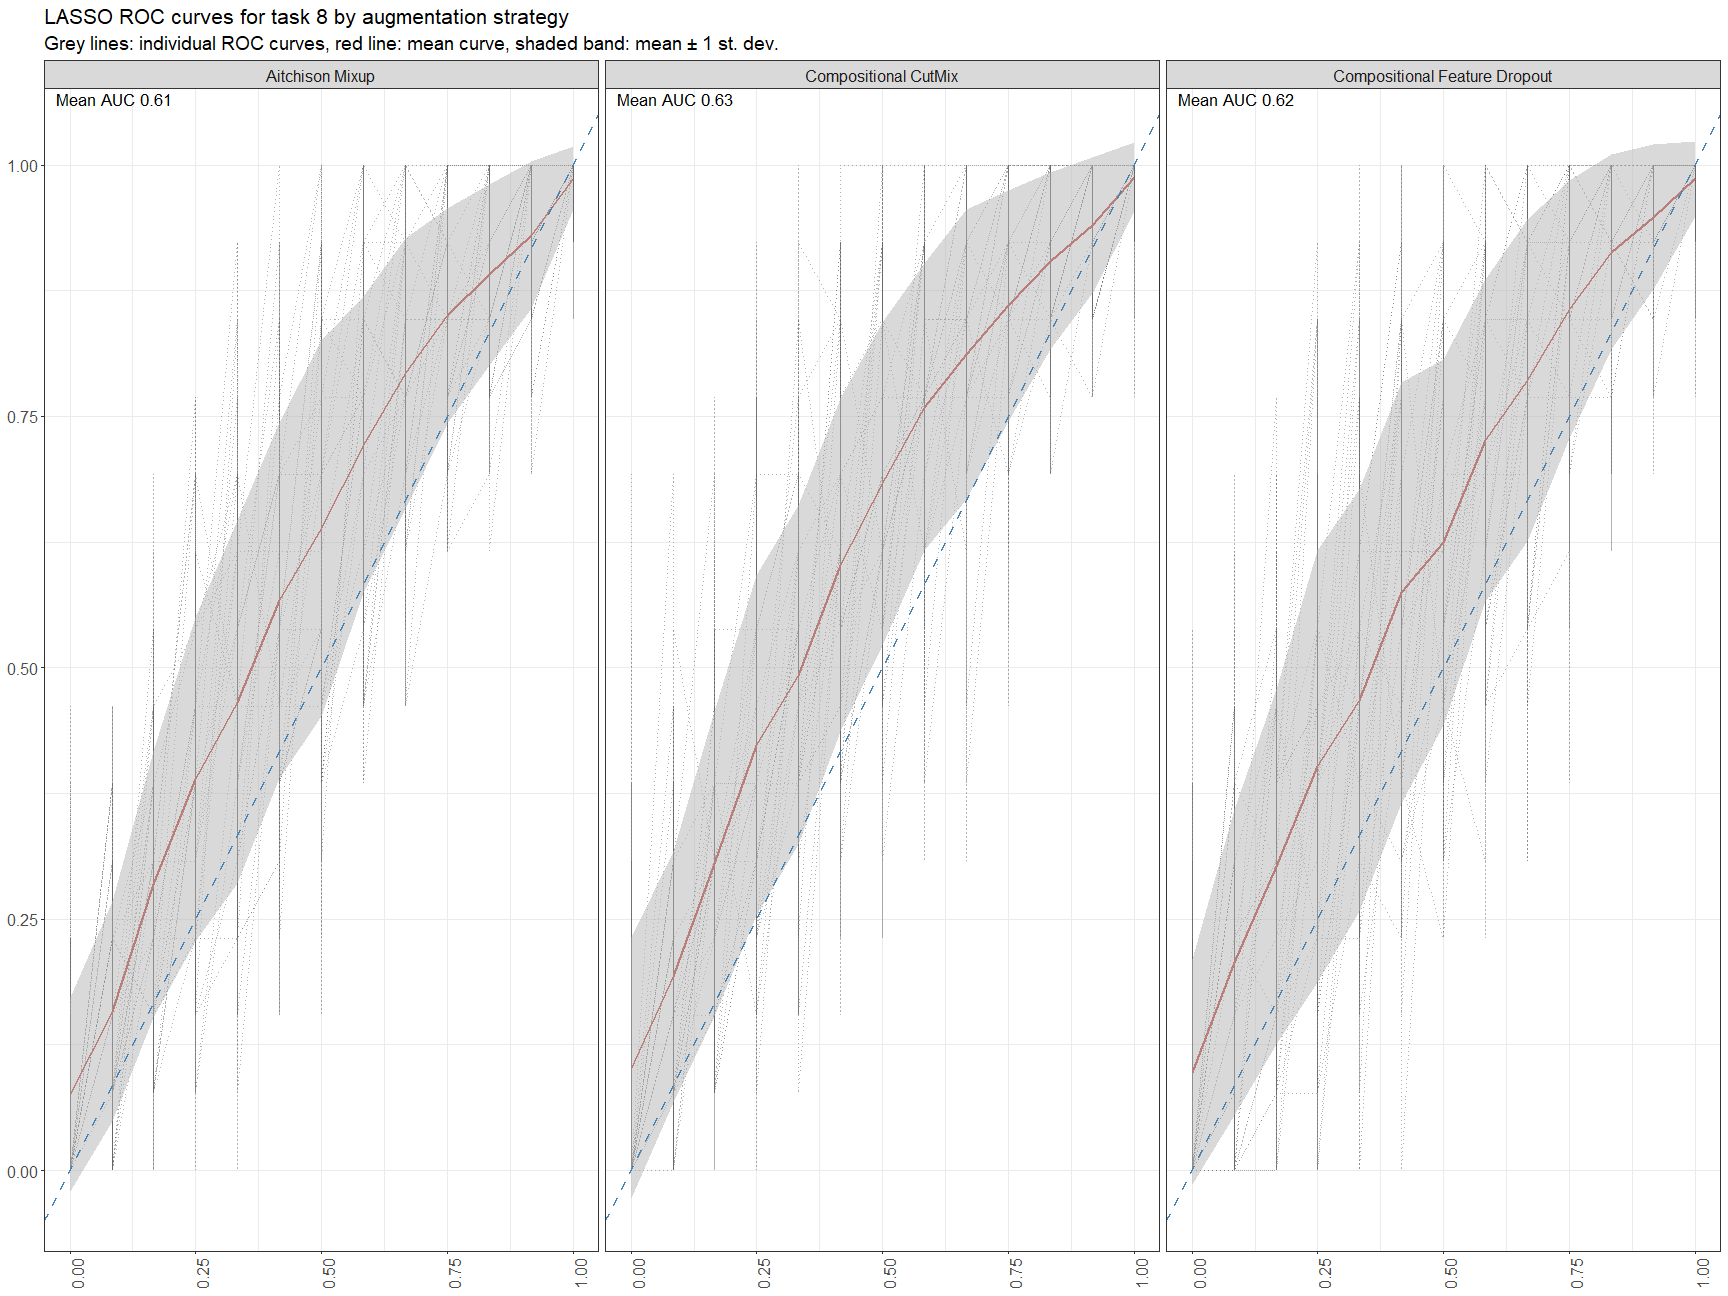 LASSO ROC curves for task 8 by augmentation strategy
Grey lines: individual ROC curves, red line: mean curve, shaded band: mean ± 1 st. dev.
Aitchison Mixup
Compositional CutMix
Compositional Feature Dropout
Mean AUC 0.61
Mean AUC 0.63
Mean AUC 0.62
1.00
0.75
0.50
0.25
0.00
0.00 0.25 0.50 0.75 1.00
0.00 0.25 0.50 0.75 1.00
0.00 0.25 0.50 0.75 1.00